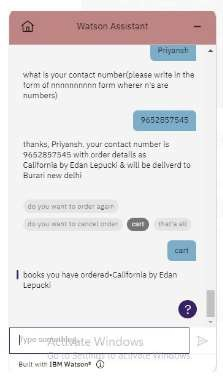 Watson Assistant
Priyansh
what is your contact number(please write in the
form of nnnnnnnnnn form wherer n's are
numbers)
9652857545
thanks, Priyansh, your contact number is
9652857545 with order details as
California by Edan Lepucki & will be deliverd to
Burari new delhi
do you want to order again
do you want to cancel order cart that's all
cart
books you have ordered•California by Edan
Lepucki
?
Type something...
Activate Windows
Go to Settings to activate Windows.
Built with IBM Watson®